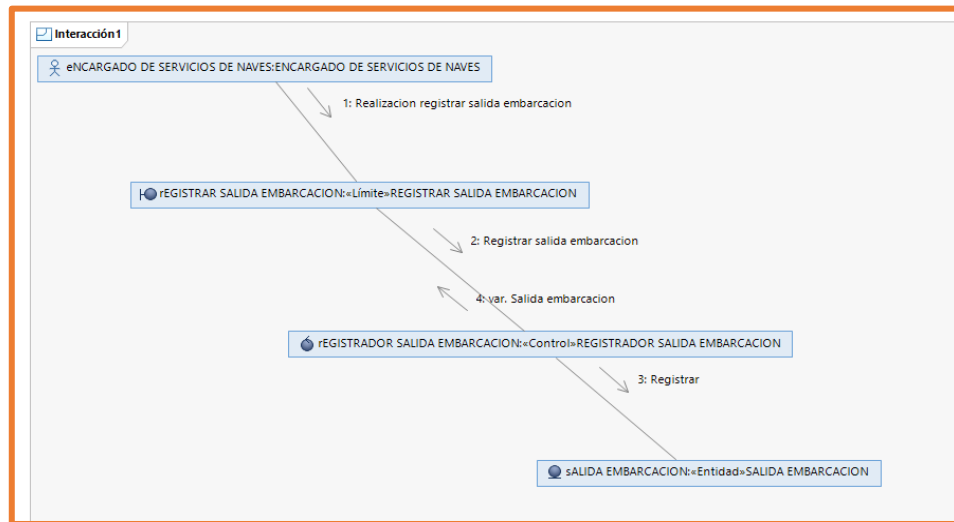 Interacción1
eNCARGADO DE SERVICIOS DE NAVES:ENCARGADO DE SERVICIOS DE NAVES
1: Realizacion registrar salida embarcacion
rEGISTRAR SALIDA EMBARCACION:«Límite»REGISTRAR SALIDA EMBARCACION
2: Registrar salida embarcacion
4: var. Salida embarcacion
rEGISTRADOR SALIDA EMBARCACION:«Control»REGISTRADOR SALIDA EMBARCACION
3: Registrar
sALIDA EMBARCACION:«Entidad»SALIDA EMBARCACION